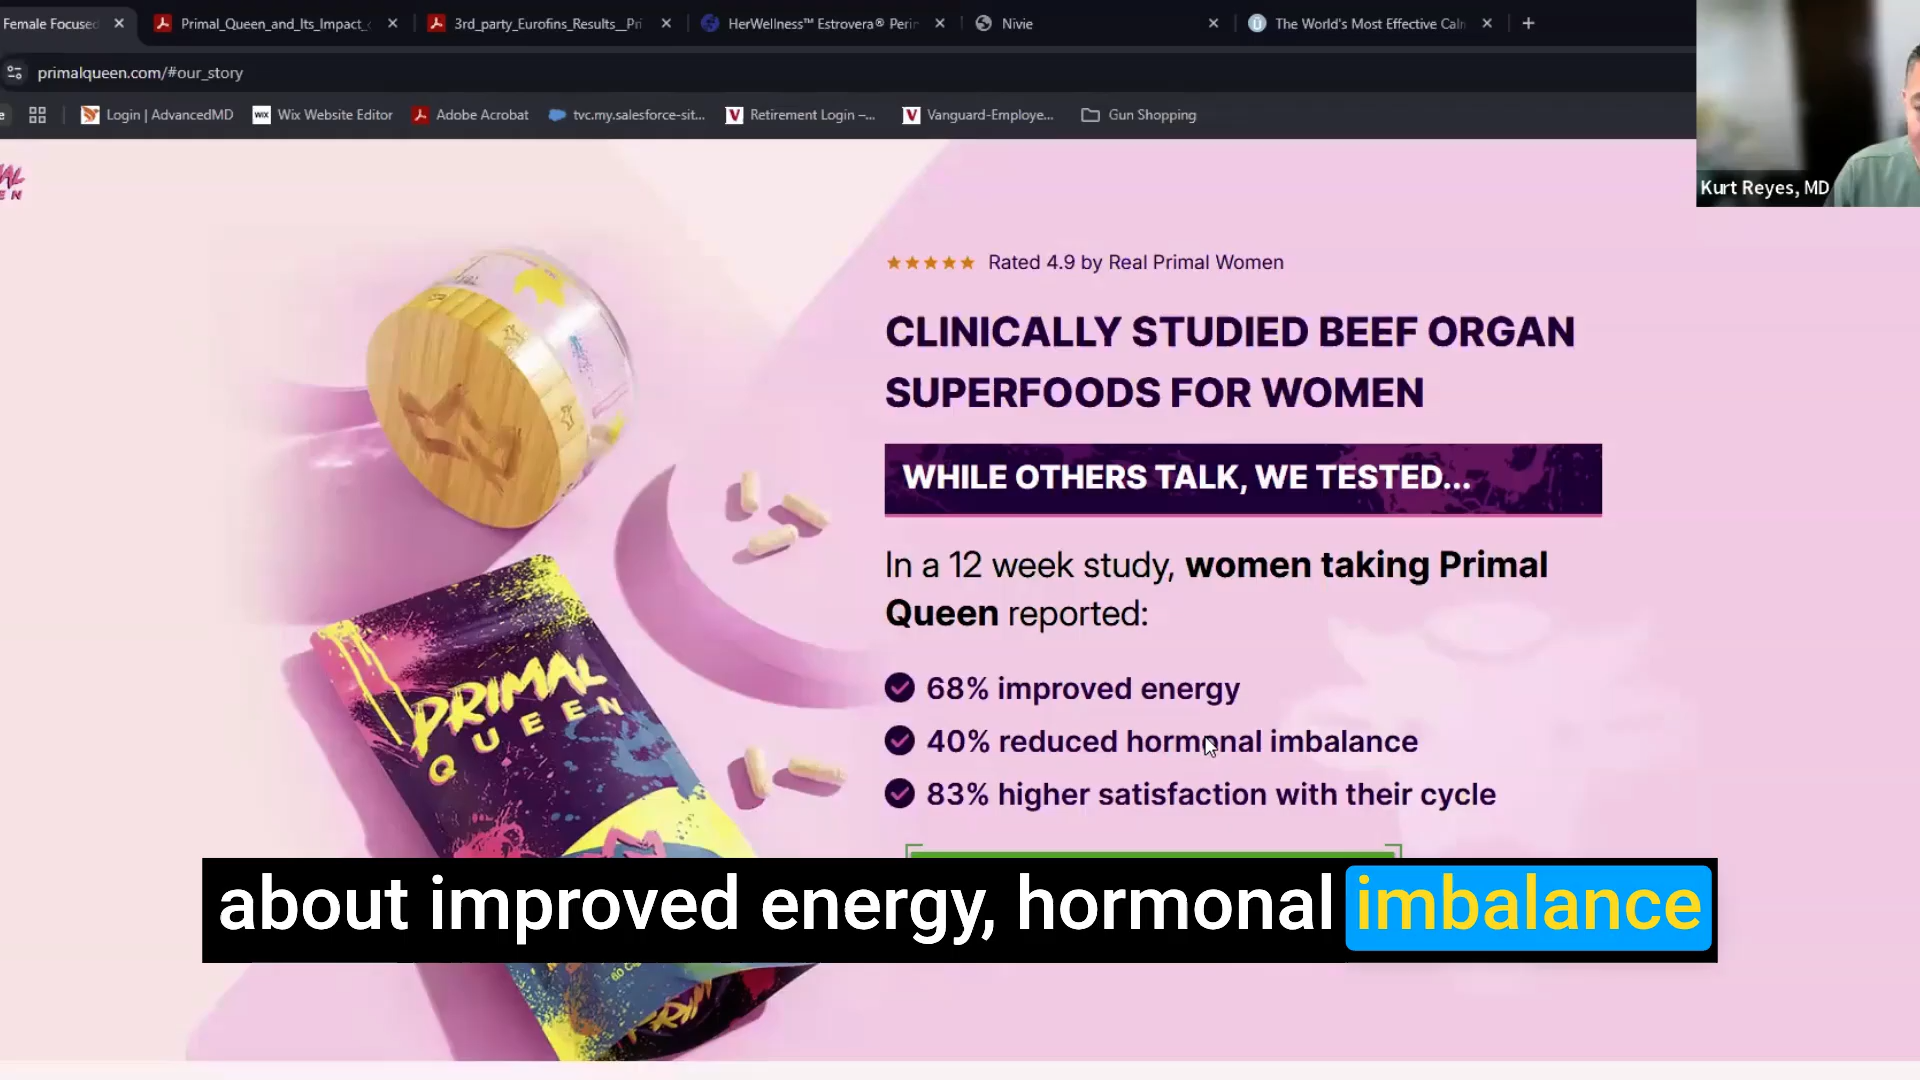 Female Focused
Primal_Queen_and_Its_Impact_
3rd_party_Eurofins_Results__Pri
HerWellness™ Estrovera® Peri
Nivie
The World's Most Effective Cal
primalqueen.com/#our_story
Login | AdvancedMD
Wix Website Editor
Adobe Acrobat
tvc.my.salesforce-sit...
Retirement Login –...
Vanguard-Employe...
Gun Shopping
Kurt Reyes, MD
★★★★★ Rated 4.9 by Real Primal Women
CLINICALLY STUDIED BEEF ORGAN
SUPERFOODS FOR WOMEN
WHILE OTHERS TALK, WE TESTED...
In a 12 week study, women taking Primal
Queen reported:
68% improved energy
40% reduced hormonal imbalance
83% higher satisfaction with their cycle
PRIMAL
QUEEN
about improved energy, hormonal imbalance